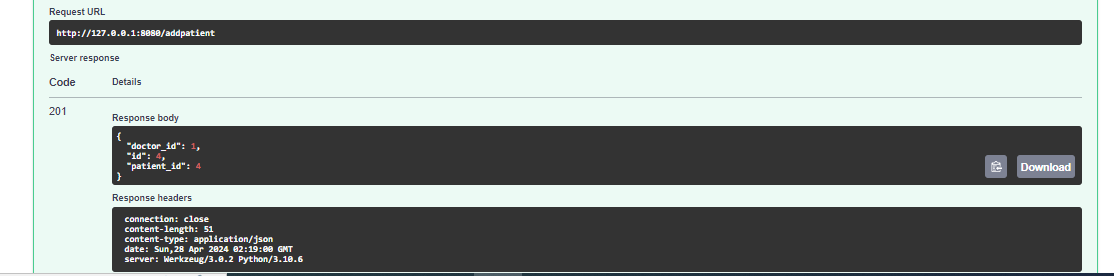 Request URL
http://127.0.0.1:8080/addpatient
Server response
Code Details
201
Response body
{
"doctor_id": 1,
"id": 4,
"patient_id": 4
}
Download
Response headers
connection: close
content-length: 51
content-type: application/json
date: Sun,28 Apr 2024 02:19:00 GMT
server: Werkzeug/3.0.2 Python/3.10.6